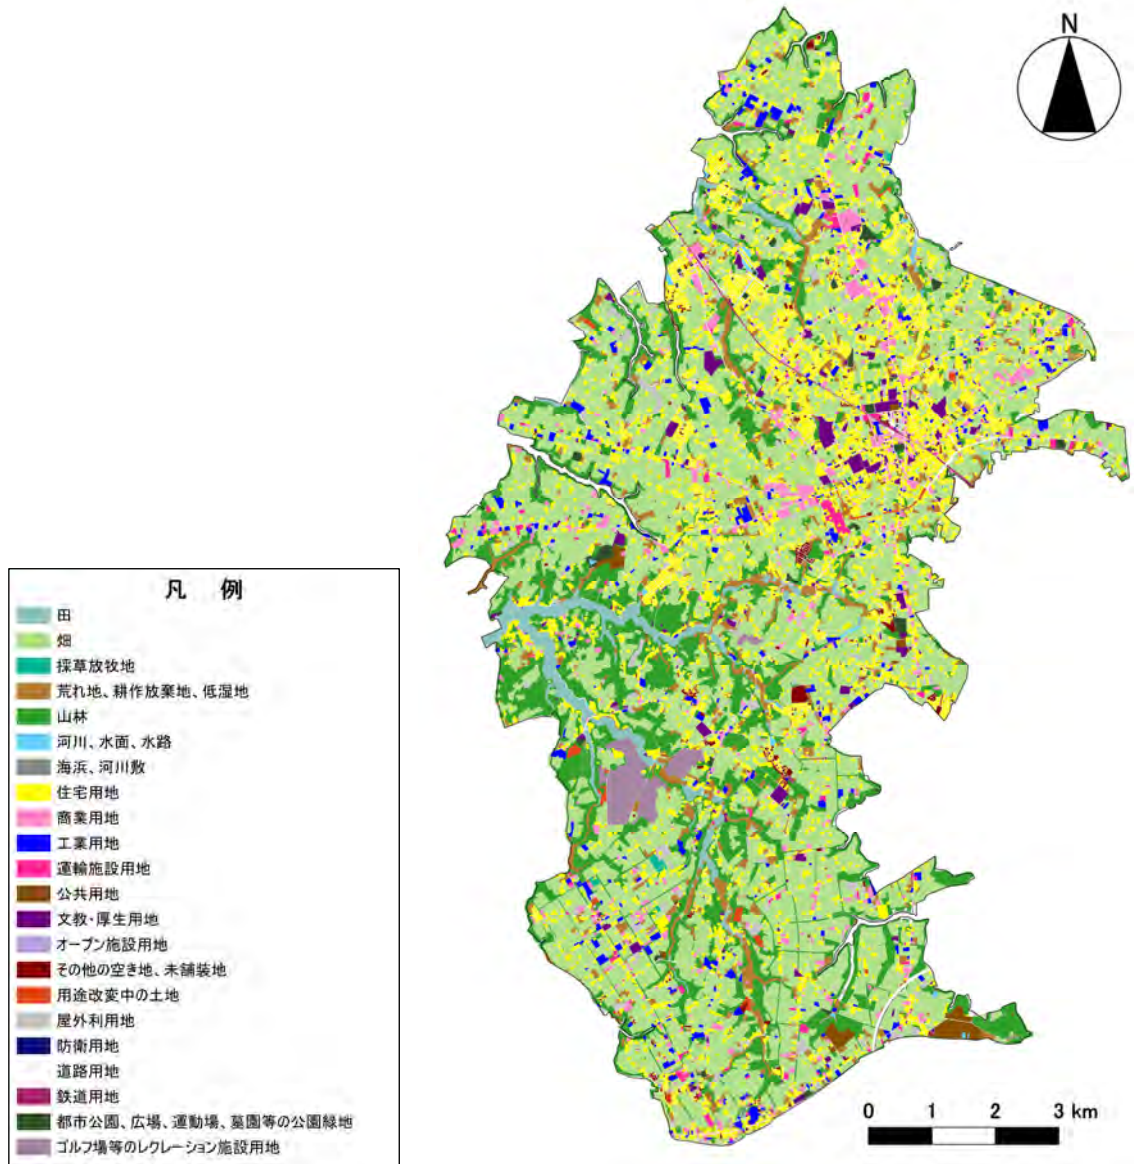 N
凡 例
田
畑
採草放牧地
荒れ地、耕作放棄地、低湿地
山林
河川、水面、水路
海浜、河川敷
住宅用地
商業用地
工業用地
運輸施設用地
公共用地
文教・厚生用地
オープン施設用地
その他の空き地、未舗装地
用途改変中の土地
屋外利用地
防衛用地
道路用地
鉄道用地
都市公園、広場、運動場、墓園等の公園緑地
ゴルフ場等のレクレーション施設用地
0 1 2 3 km